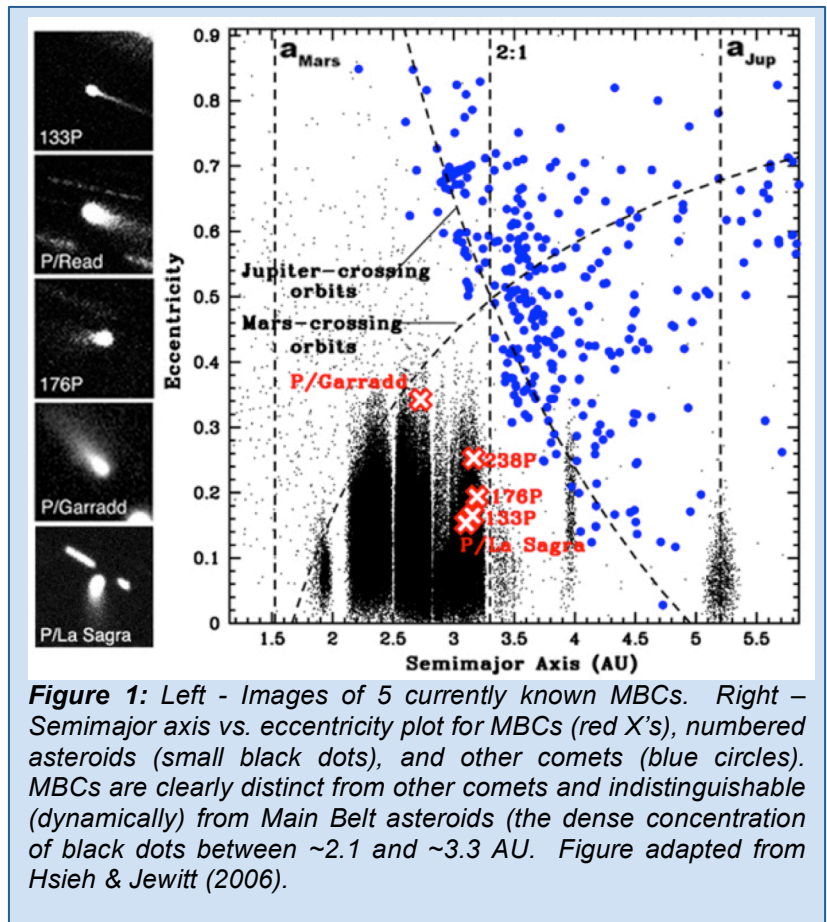 133P
P/Read
176P
P/Garradd
P/La Sagra
0.9
0.8
0.7
0.6
0.5
0.4
0.3
0.2
0.1
0
Eccentricity
aMars
2:1
aJup
Jupiter-crossing
orbits
Mars-crossing
orbits
P/Garradd
238P
176P
133P
P/La Sagra
1.5 2 2.5 3 3.5 4 4.5 5 5.5
Semimajor Axis (AU)
Figure 1: Left - Images of 5 currently known MBCs. Right –
Semimajor axis vs. eccentricity plot for MBCs (red X's), numbered
asteroids (small black dots), and other comets (blue circles).
MBCs are clearly distinct from other comets and indistinguishable
(dynamically) from Main Belt asteroids (the dense concentration
of black dots between ~2.1 and ~3.3 AU. Figure adapted from
Hsieh & Jewitt (2006).